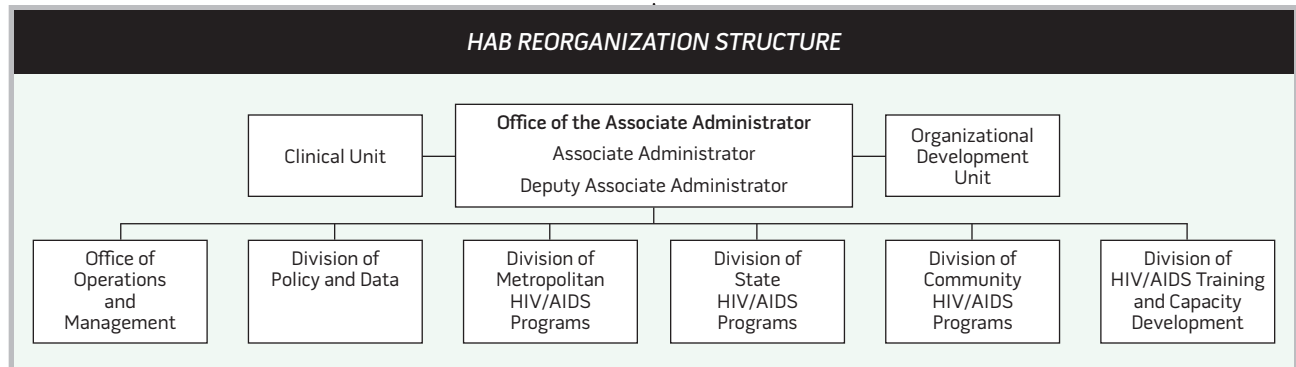 HAB REORGANIZATION STRUCTURE
Clinical Unit
Office of the Associate Administrator
Associate Administrator
Deputy Associate Administrator
Organizational
Development
Unit
Office of
Operations
and
Management
Division of
Policy and Data
Division of
Metropolitan
HIV/AIDS
Programs
Division of
State
HIV/AIDS
Programs
Division of
Community
HIV/AIDS
Programs
Division of
HIV/AIDS Training
and Capacity
Development